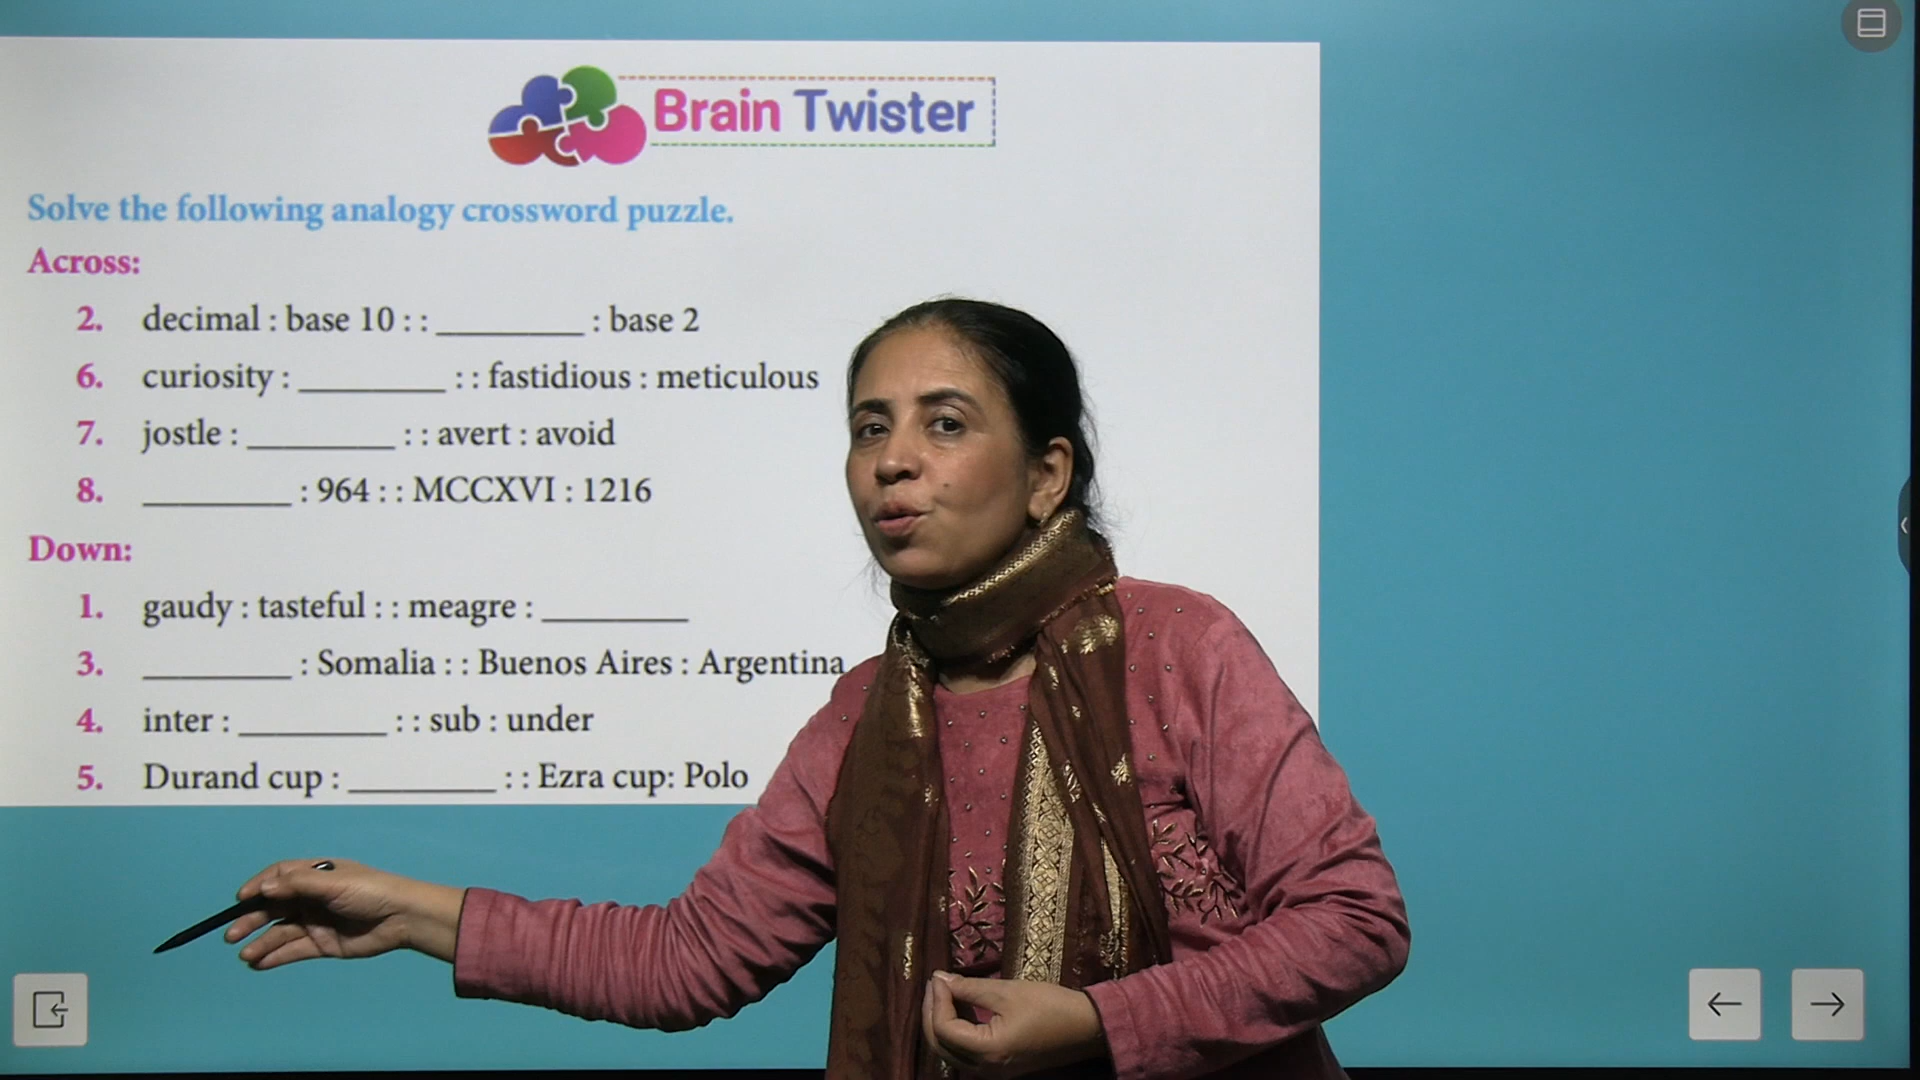 Brain Twister
Solve the following analogy crossword puzzle.
Across:
2. decimal : base 10 : : ________ : base 2
6. curiosity : ________ : : fastidious : meticulous
7. jostle : ________ : : avert : avoid
8. ________ : 964 : : MCCXVI : 1216
Down:
1. gaudy : tasteful : : meagre : ________
3. ________ : Somalia : : Buenos Aires : Argentina
4. inter : ________ : : sub : under
5. Durand cup : ________ : : Ezra cup: Polo